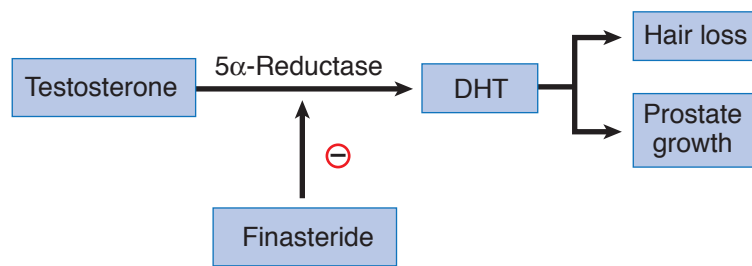 Testosterone
5α-Reductase
DHT
Hair loss
Prostate
growth
−
Finasteride